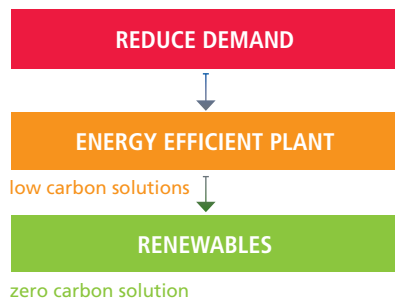 REDUCE DEMAND
ENERGY EFFICIENT PLANT
low carbon solutions
RENEWABLES
zero carbon solution